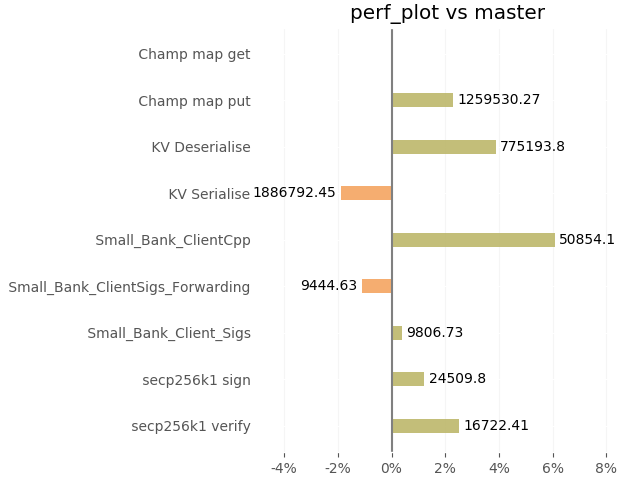 perf_plot vs master
Champ map get
Champ map put 1259530.27
KV Deserialise 775193.8
KV Serialise 1886792.45
Small_Bank_ClientCpp 50854.1
Small_Bank_ClientSigs_Forwarding 9444.63
Small_Bank_Client_Sigs 9806.73
secp256k1 sign 24509.8
secp256k1 verify 16722.41
-4% -2% 0% 2% 4% 6% 8%